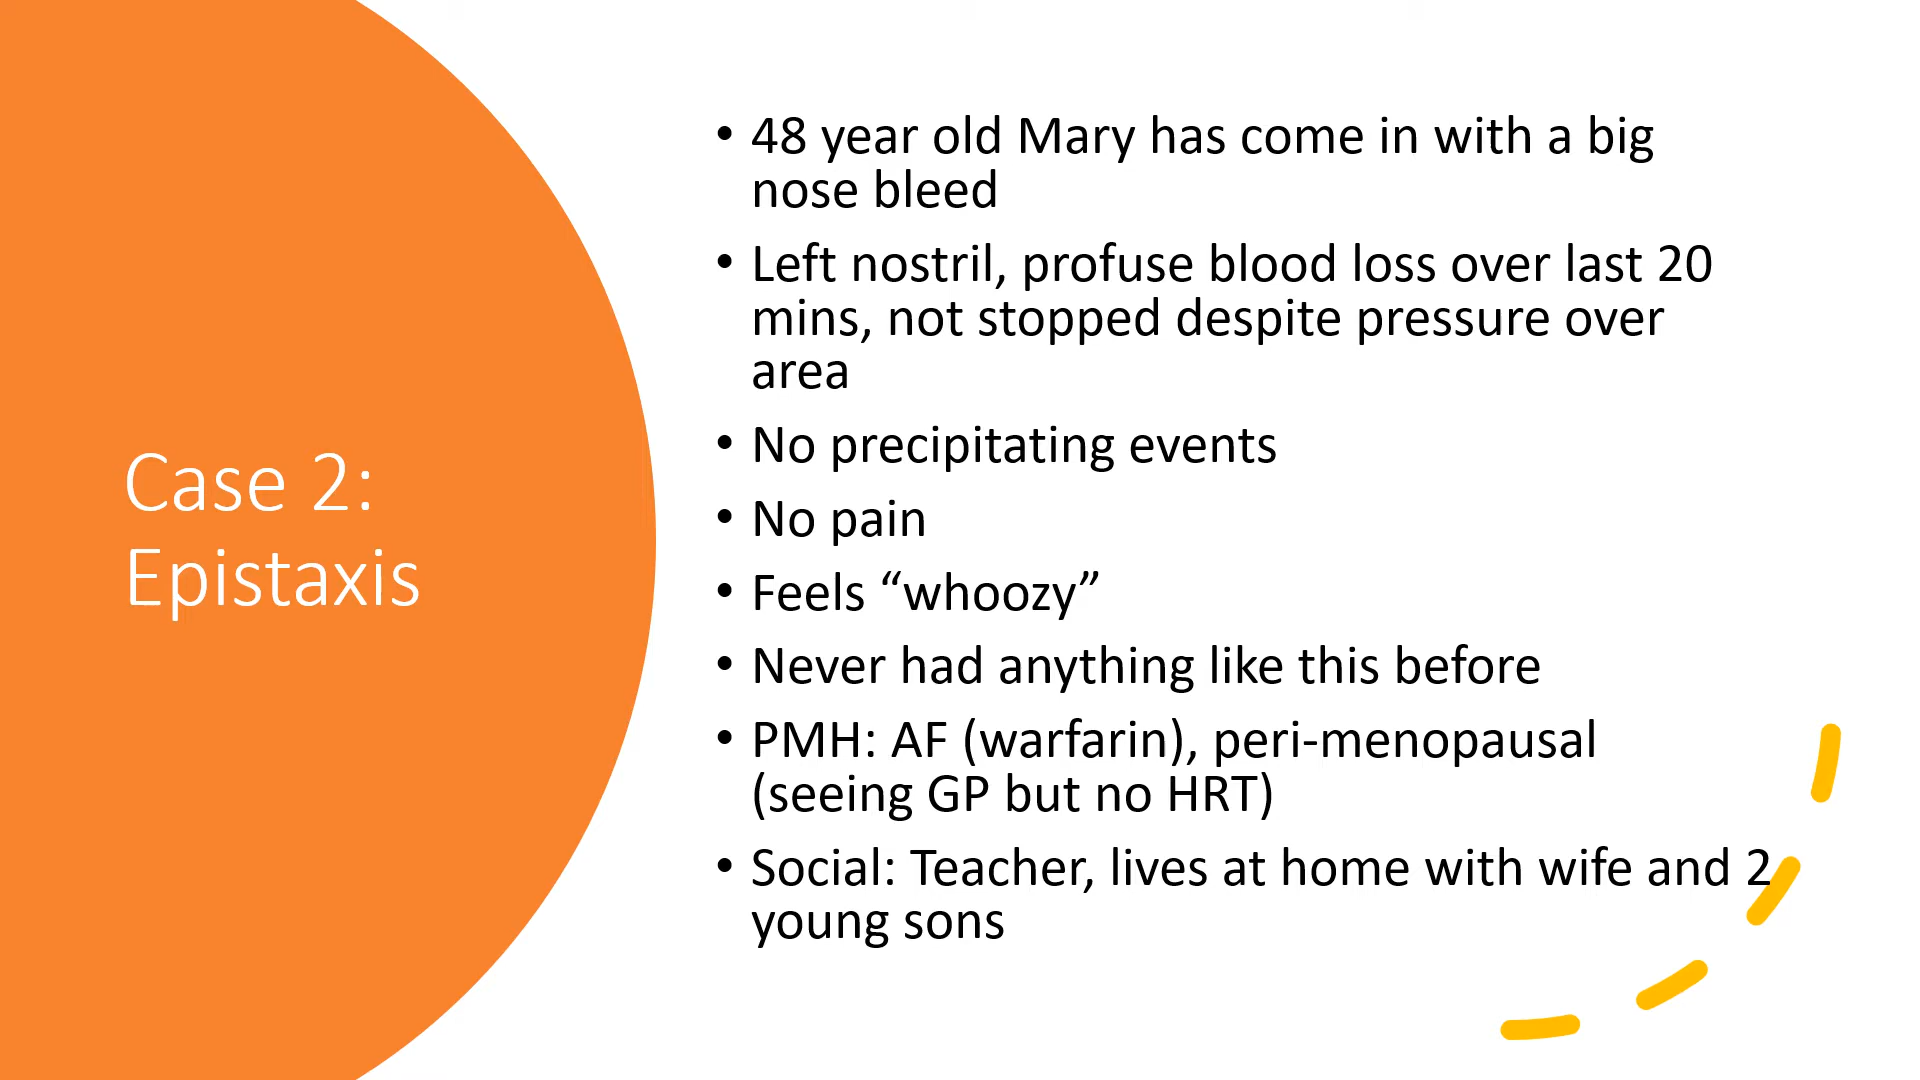 Case 2:
Epistaxis
• 48 year old Mary has come in with a big
nose bleed
• Left nostril, profuse blood loss over last 20
mins, not stopped despite pressure over
area
• No precipitating events
• No pain
• Feels “whoozy”
• Never had anything like this before
• PMH: AF (warfarin), peri-menopausal
(seeing GP but no HRT)
• Social: Teacher, lives at home with wife and 2
young sons